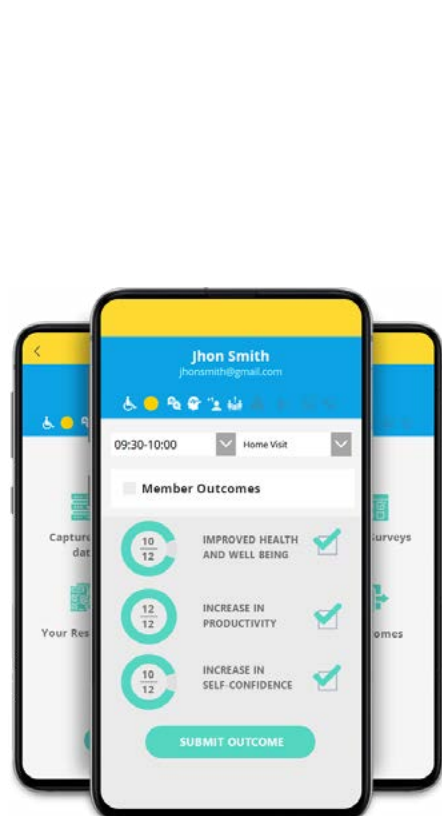 Jhon Smith
jhonsmith@gmail.com
09:30-10:00
Home Visit
Member Outcomes
10
12
IMPROVED HEALTH
AND WELL BEING
12
12
INCREASE IN
PRODUCTIVITY
10
12
INCREASE IN
SELF-CONFIDENCE
SUBMIT OUTCOME
Capture
dat
Your Res
urveys
omes